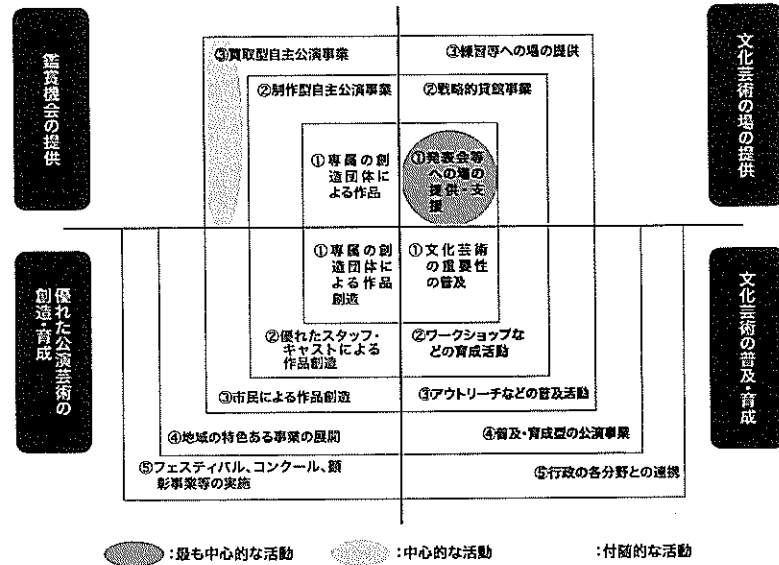 鑑賞機会の提供
文化芸術の場の提供
③買取型自主公演事業
③練習等への場の提供
②制作型自主公演事業
②戦略的貸館事業
①専属の創
造団体によ
る作品
①発表会等
への場の
提供・支
援
①専属の創
造団体に
よる作品
創造
①文化芸術
の重要性
の普及
優れた公演芸術の
創造・育成
文化芸術の普及・育成
②優れたスタッフ・
キャストによる
作品創造
②ワークショップな
どの育成活動
③市民による作品創造
③アウトリーチなどの普及活動
④地域の特色ある事業の展開
④普及・育成型の公演事業
⑤フェスティバル、コンクール、顕
彰事業等の実施
⑤行政の各分野との連携
:最も中心的な活動
:中心的な活動
:付随的な活動